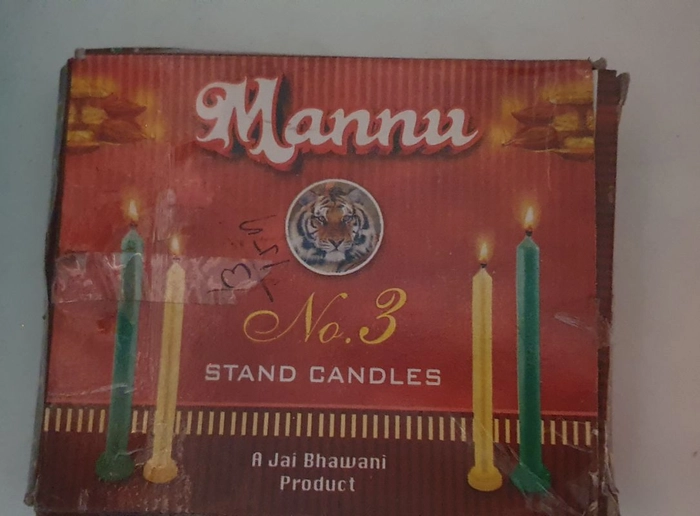 Mannu
No.3
STAND CANDLES
A Jai Bhawani
Product